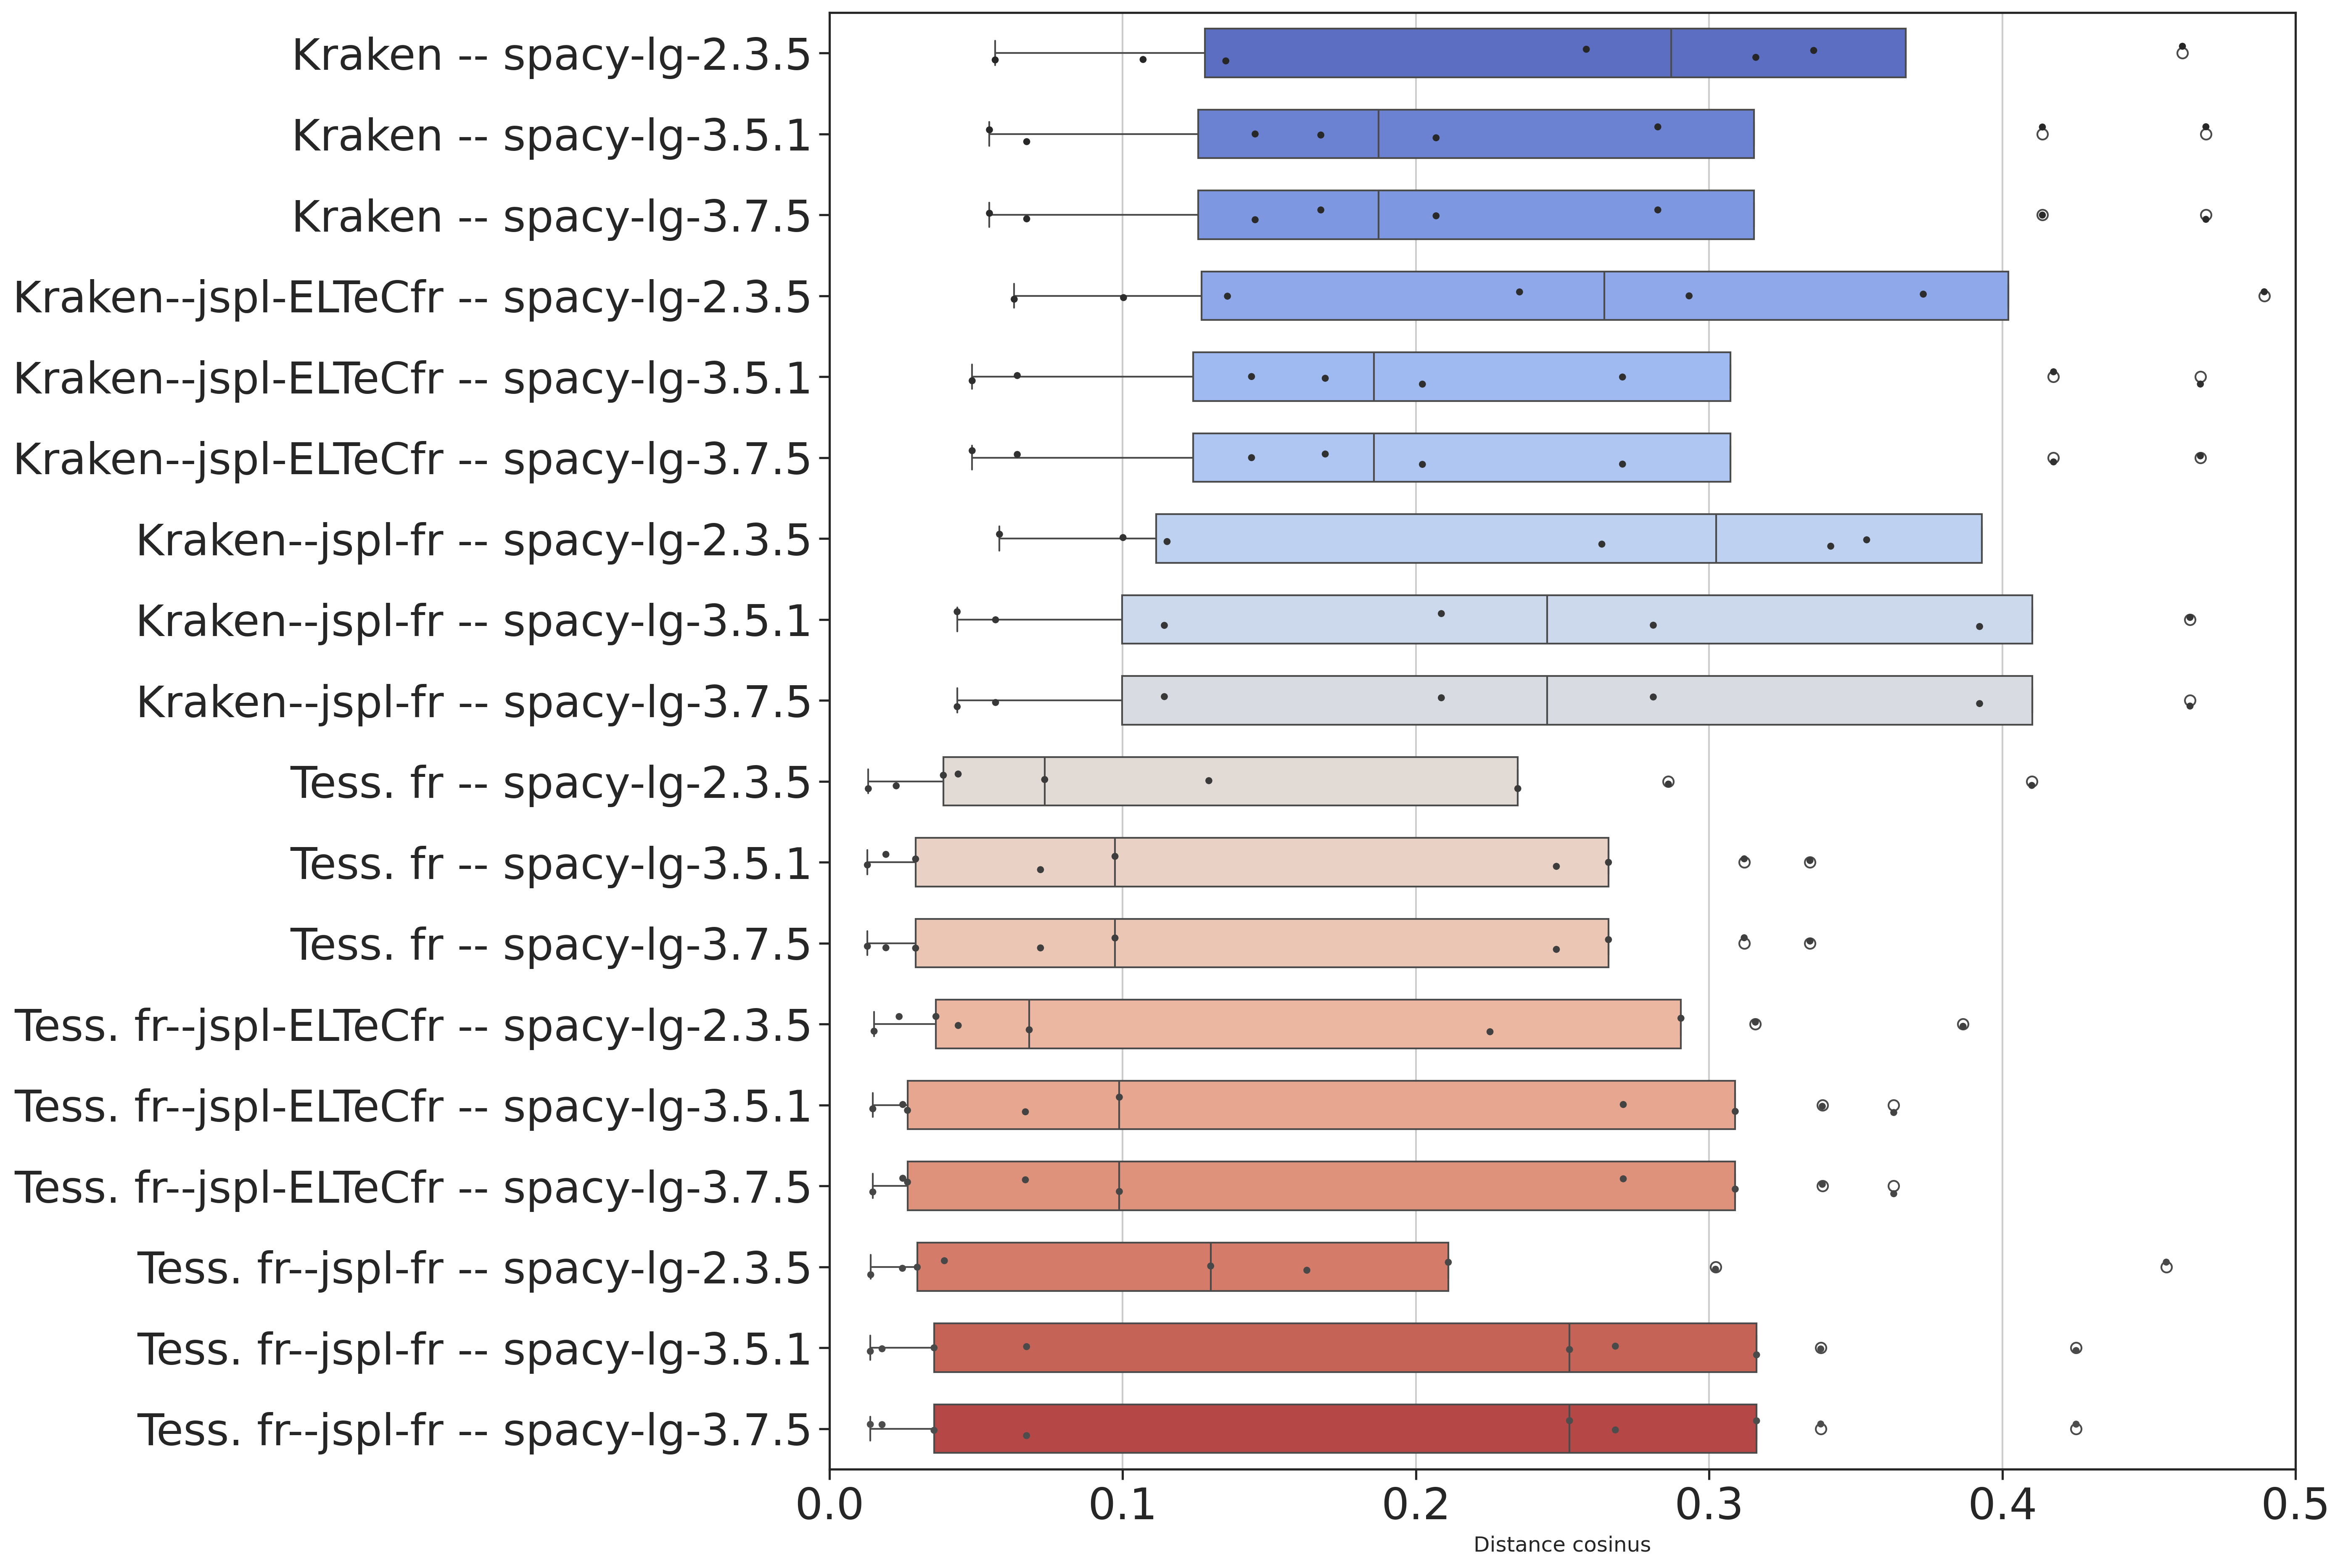 Kraken -- spacy-lg-2.3.5
Kraken -- spacy-lg-3.5.1
Kraken -- spacy-lg-3.7.5
Kraken--jspl-ELTeCfr -- spacy-lg-2.3.5
Kraken--jspl-ELTeCfr -- spacy-lg-3.5.1
Kraken--jspl-ELTeCfr -- spacy-lg-3.7.5
Kraken--jspl-fr -- spacy-lg-2.3.5
Kraken--jspl-fr -- spacy-lg-3.5.1
Kraken--jspl-fr -- spacy-lg-3.7.5
Tess. fr -- spacy-lg-2.3.5
Tess. fr -- spacy-lg-3.5.1
Tess. fr -- spacy-lg-3.7.5
Tess. fr--jspl-ELTeCfr -- spacy-lg-2.3.5
Tess. fr--jspl-ELTeCfr -- spacy-lg-3.5.1
Tess. fr--jspl-ELTeCfr -- spacy-lg-3.7.5
Tess. fr--jspl-fr -- spacy-lg-2.3.5
Tess. fr--jspl-fr -- spacy-lg-3.5.1
Tess. fr--jspl-fr -- spacy-lg-3.7.5
0.0 0.1 0.2 0.3 0.4 0.5
Distance cosinus